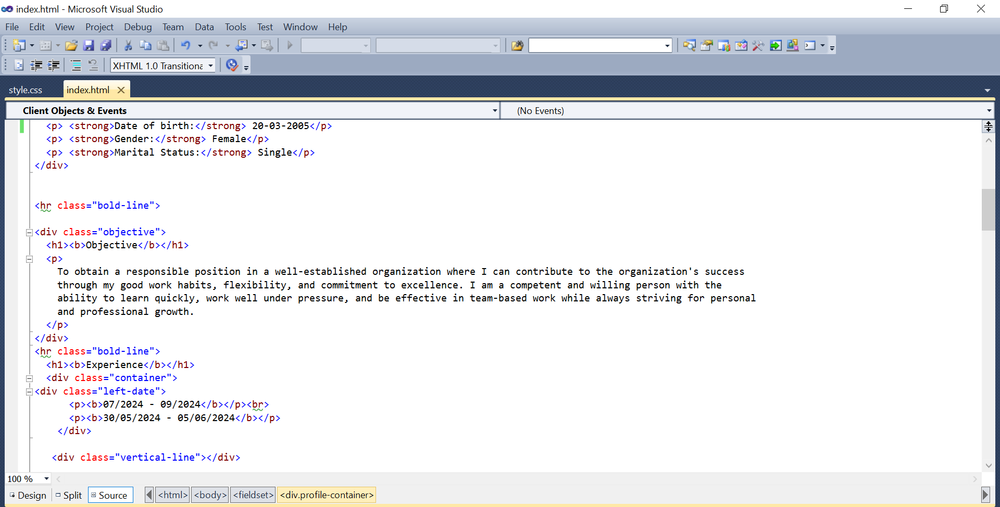 index.html - Microsoft Visual Studio
File Edit View Project Debug Team Data Tools Test Window Help
XHTML 1.0 Transitiona
style.css index.html
Client Objects & Events (No Events)
<p> <strong>Date of birth:</strong> 20-03-2005</p>
<p> <strong>Gender:</strong> Female</p>
<p> <strong>Marital Status:</strong> Single</p>
</div>
<hr class="bold-line">
<div class="objective">
<h1><b>Objective</b></h1>
<p>
To obtain a responsible position in a well-established organization where I can contribute to the organization's success
through my good work habits, flexibility, and commitment to excellence. I am a competent and willing person with the
ability to learn quickly, work well under pressure, and be effective in team-based work while always striving for personal
and professional growth.
</p>
</div>
<hr class="bold-line">
<h1><b>Experience</b></h1>
<div class="container">
<div class="left-date">
<p><b>07/2024 - 09/2024</b></p><br>
<p><b>30/05/2024 - 05/06/2024</b></p>
</div>
<div class="vertical-line"></div>
100 %
Design Split Source <html> <body> <fieldset> <div.profile-container>